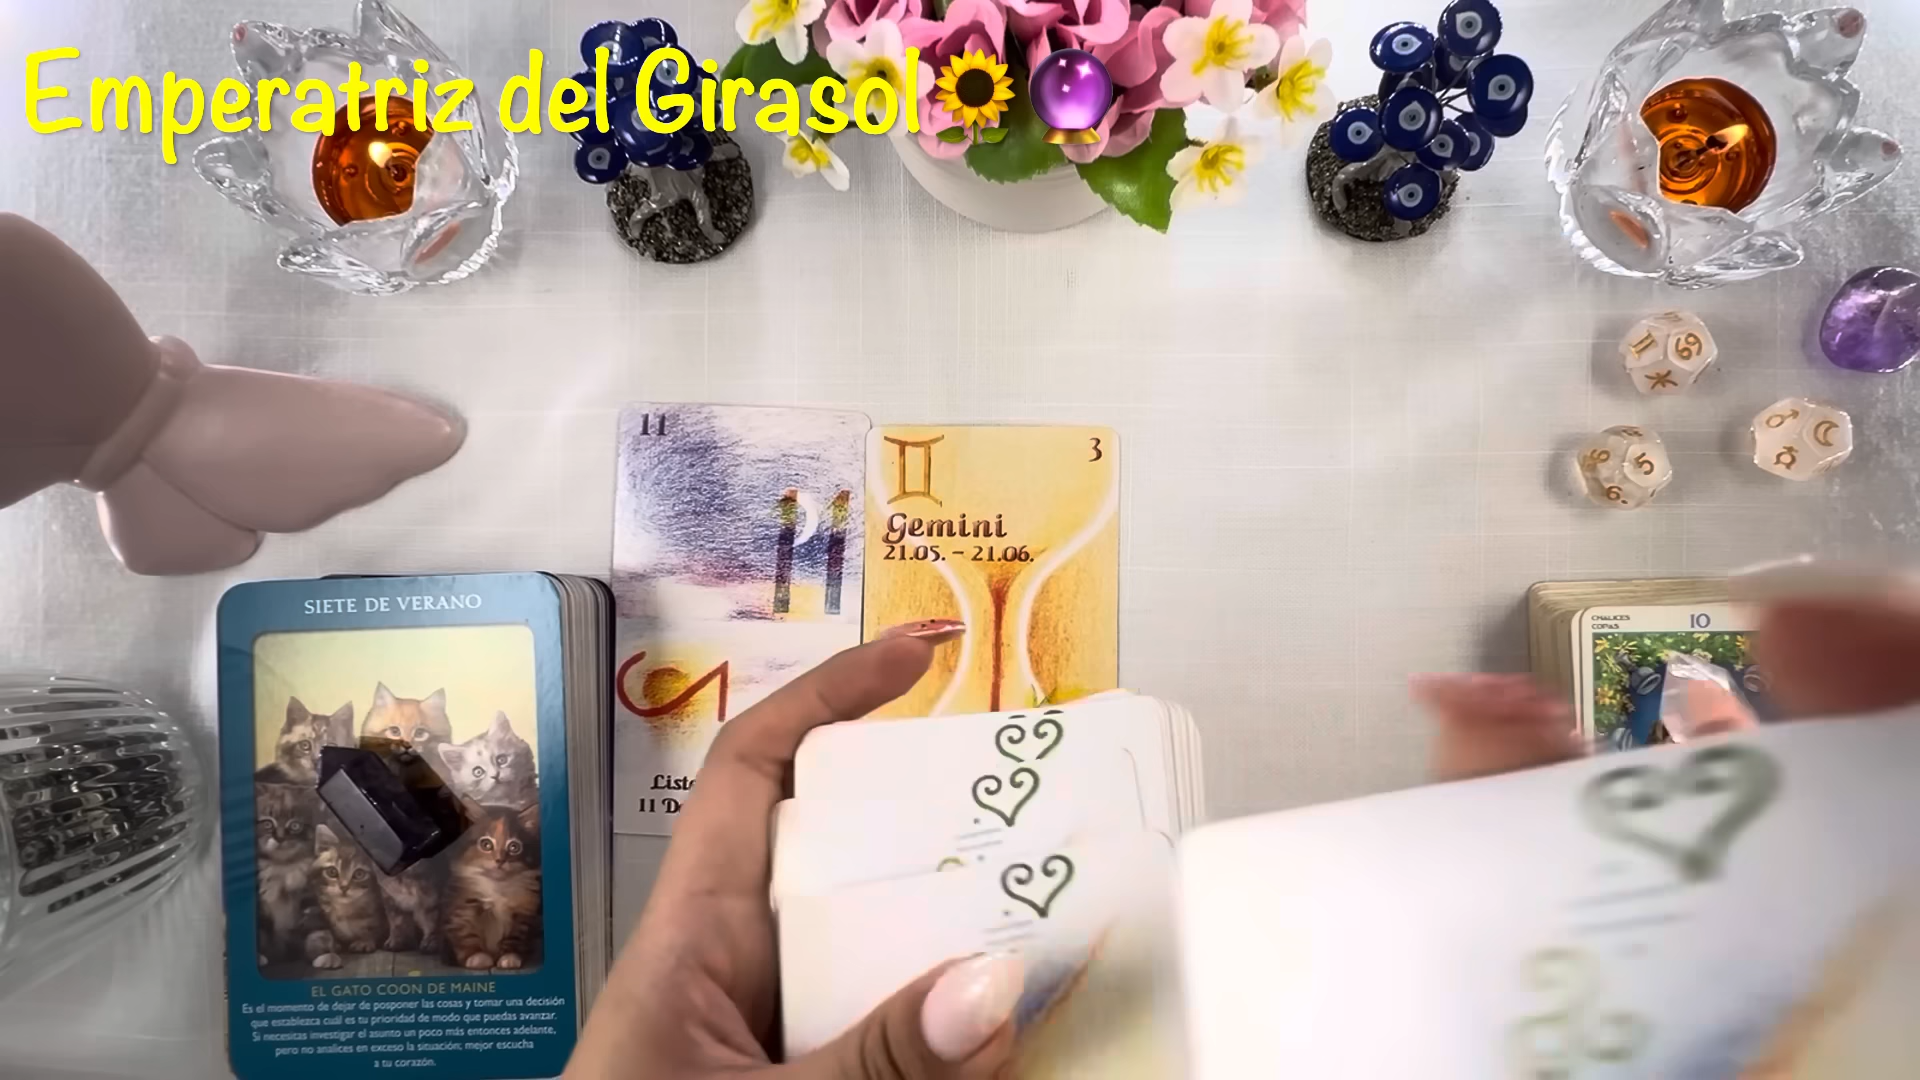 Emperatriz del Girasol
11
3
Gemini
21.05. - 21.06.
SIETE DE VERANO
CHALICES
COPAS
10
11
EL GATO COON DE MAINE
Es el momento de dejar de posponer las cosas y tomar una decisión
que establezca cuál es tu prioridad de modo que puedas avanzar.
Si necesitas investigar el asunto un poco más entonces adelante,
pero no analices en exceso la situación; mejor escucha
a tu corazón.